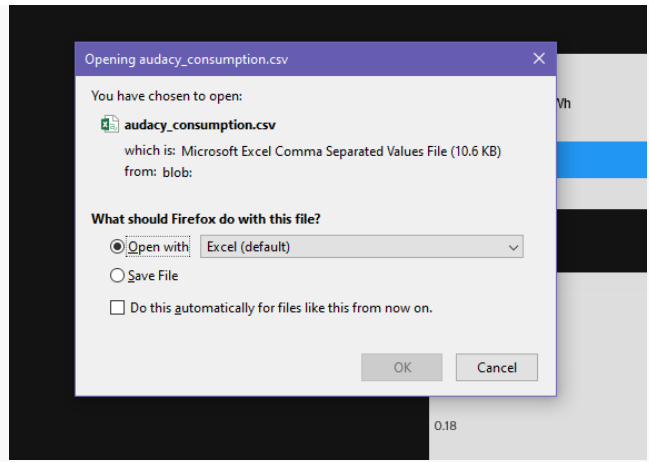 Opening audacy_consumption.csv
You have chosen to open:
audacy_consumption.csv
which is: Microsoft Excel Comma Separated Values File (10.6 KB)
from: blob:
What should Firefox do with this file?
Open with Excel (default)
Save File
Do this automatically for files like this from now on.
OK Cancel
0.18